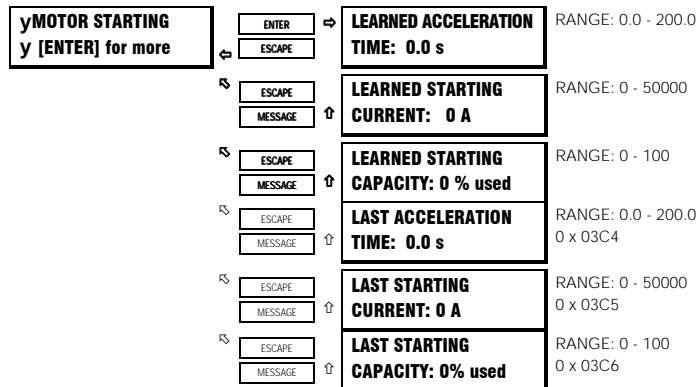 yMOTOR STARTING
y [ENTER] for more
ENTER
ESCAPE
LEARNED ACCELERATION
TIME: 0.0 s
RANGE: 0.0 - 200.0
ESCAPE
MESSAGE
LEARNED STARTING
CURRENT: 0 A
RANGE: 0 - 50000
ESCAPE
MESSAGE
LEARNED STARTING
CAPACITY: 0 % used
RANGE: 0 - 100
ESCAPE
MESSAGE
LAST ACCELERATION
TIME: 0.0 s
RANGE: 0.0 - 200.0
0 x 03C4
ESCAPE
MESSAGE
LAST STARTING
CURRENT: 0 A
RANGE: 0 - 50000
0 x 03C5
ESCAPE
MESSAGE
LAST STARTING
CAPACITY: 0% used
RANGE: 0 - 100
0 x 03C6